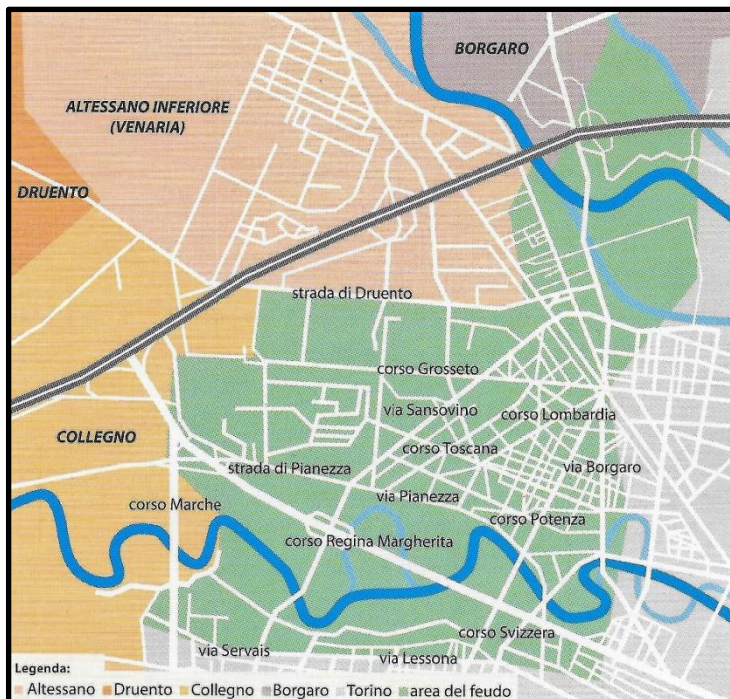 BORGARO
ALTESSANO INFERIORE
(VENARIA)
DRUENTO
strada di Druento
corso Grosseto
via Sansovino
corso Lombardia
COLLEGNO
corso Toscana
strada di Pianezza
via Borgaro
via Pianezza
corso Marche
corso Potenza
corso Regina Margherita
corso Svizzera
via Servais
via Lessona
Legenda:
Altessano Druento Collegno Borgaro Torino area del feudo